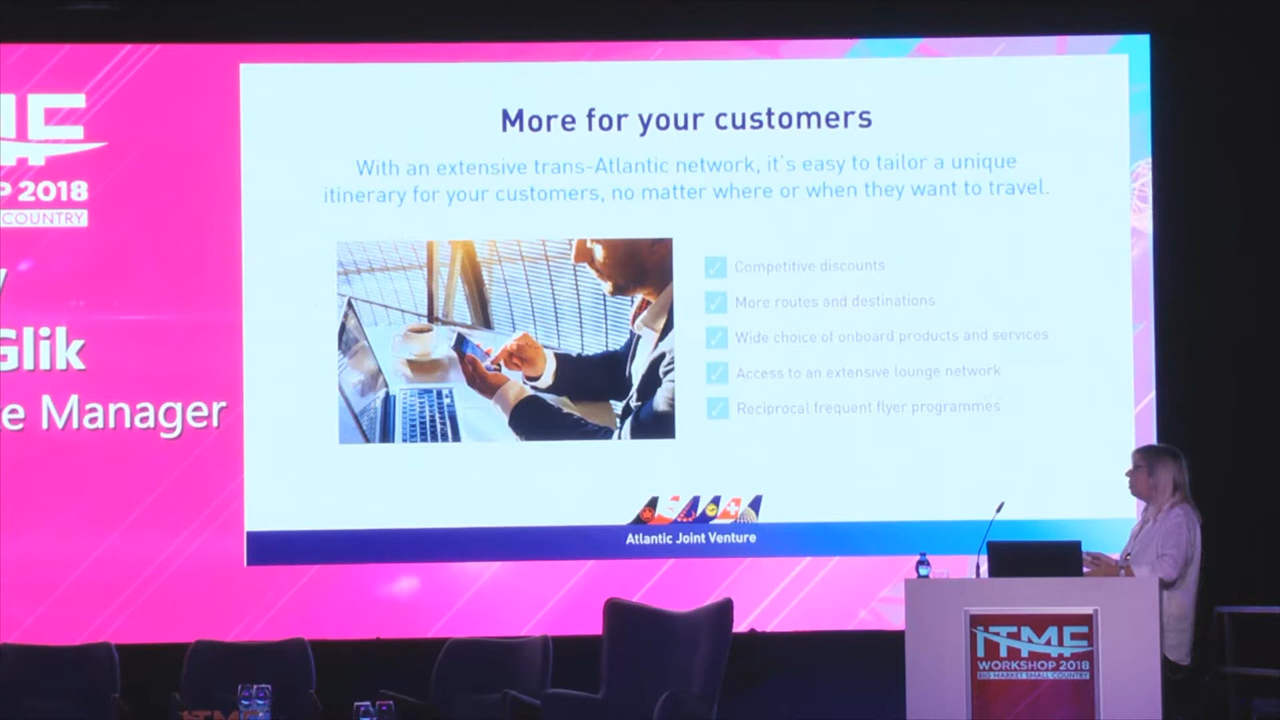 P 2018
COUNTRY
Glik
e Manager
More for your customers
With an extensive trans-Atlantic network, it's easy to tailor a unique
itinerary for your customers, no matter where or when they want to travel.
Competitive discounts
More routes and destinations
Wide choice of onboard products and services
Access to an extensive lounge network
Reciprocal frequent flyer programmes
Atlantic Joint Venture
iTMF
WORKSHOP 2018
BIG MARKET SMALL COUNTRY
iTMF